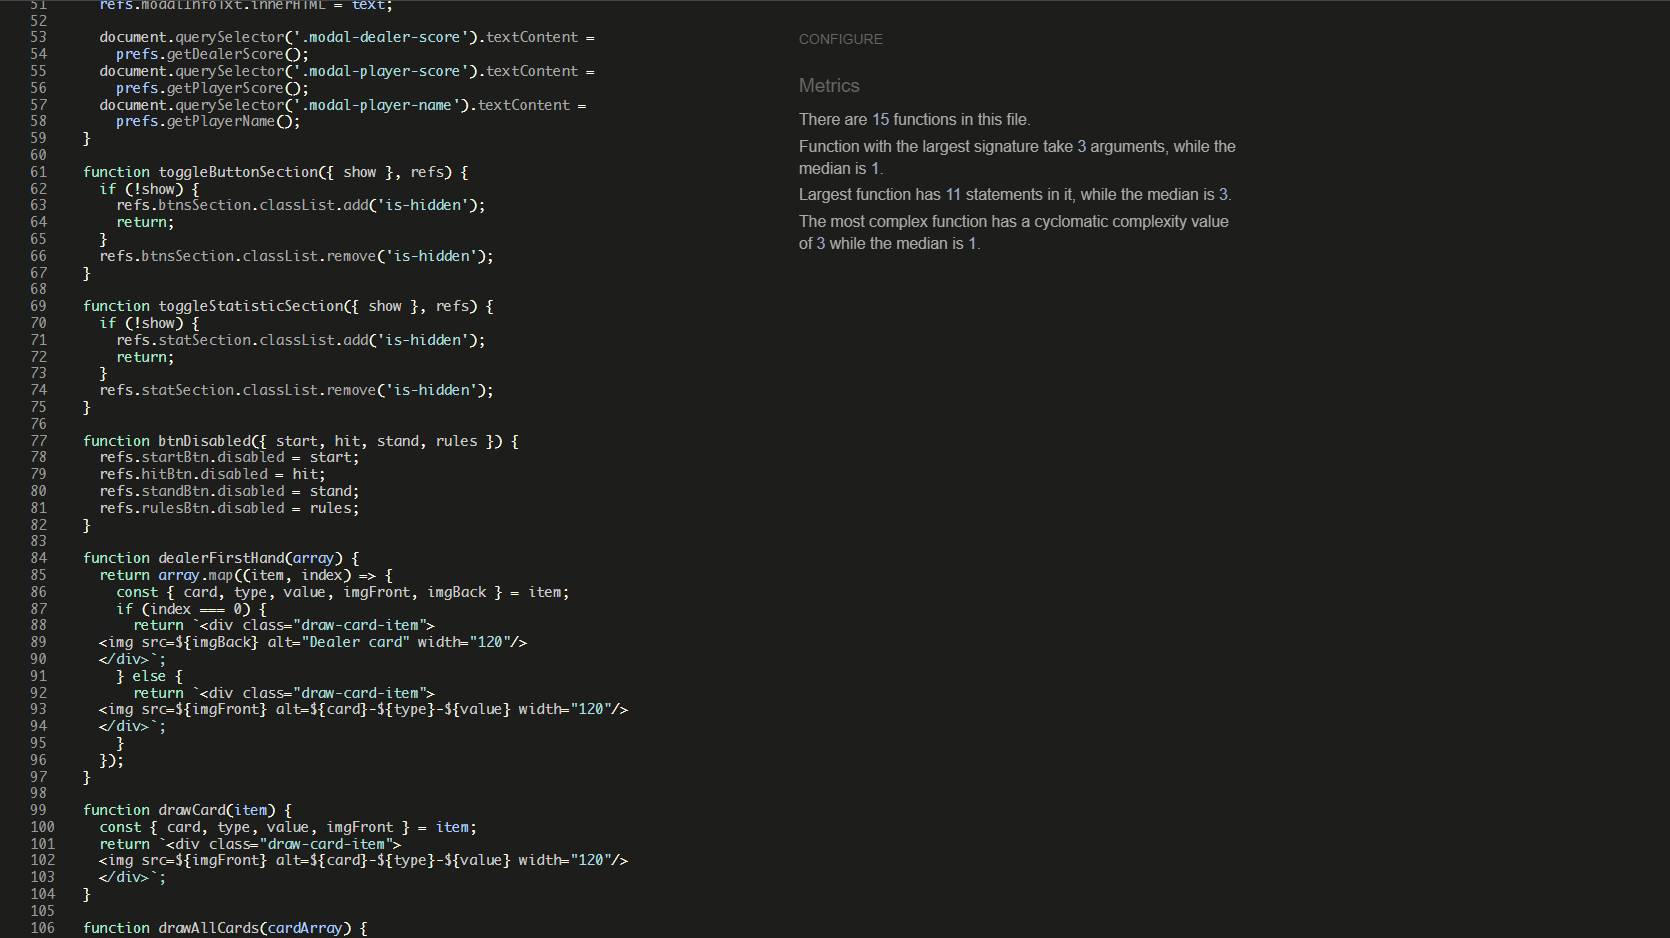 51 refs.modalInfoTxt.innerHTML = text;
52
53 document.querySelector('.modal-dealer-score').textContent =
54 prefs.getDealerScore();
55 document.querySelector('.modal-player-score').textContent =
56 prefs.getPlayerScore();
57 document.querySelector('.modal-player-name').textContent =
58 prefs.getPlayerName();
59 }
60
61 function toggleButtonSection({ show }, refs) {
62 if (!show) {
63 refs.btnsSection.classList.add('is-hidden');
64 return;
65 }
66 refs.btnsSection.classList.remove('is-hidden');
67 }
68
69 function toggleStatisticSection({ show }, refs) {
70 if (!show) {
71 refs.statSection.classList.add('is-hidden');
72 return;
73 }
74 refs.statSection.classList.remove('is-hidden');
75 }
76
77 function btnDisabled({ start, hit, stand, rules }) {
78 refs.startBtn.disabled = start;
79 refs.hitBtn.disabled = hit;
80 refs.standBtn.disabled = stand;
81 refs.rulesBtn.disabled = rules;
82 }
83
84 function dealerFirstHand(array) {
85 return array.map((item, index) => {
86 const { card, type, value, imgFront, imgBack } = item;
87 if (index === 0) {
88 return `<div class="draw-card-item">
89 <img src=${imgBack} alt="Dealer card" width="120"/>
90 </div>`;
91 } else {
92 return `<div class="draw-card-item">
93 <img src=${imgFront} alt=${card}-${type}-${value} width="120"/>
94 </div>`;
95 }
96 });
97 }
98
99 function drawCard(item) {
100 const { card, type, value, imgFront } = item;
101 return `<div class="draw-card-item">
102 <img src=${imgFront} alt=${card}-${type}-${value} width="120"/>
103 </div>`;
104 }
105
106 function drawAllCards(cardArray) {
CONFIGURE
Metrics
There are 15 functions in this file.
Function with the largest signature take 3 arguments, while the
median is 1.
Largest function has 11 statements in it, while the median is 3.
The most complex function has a cyclomatic complexity value
of 3 while the median is 1.